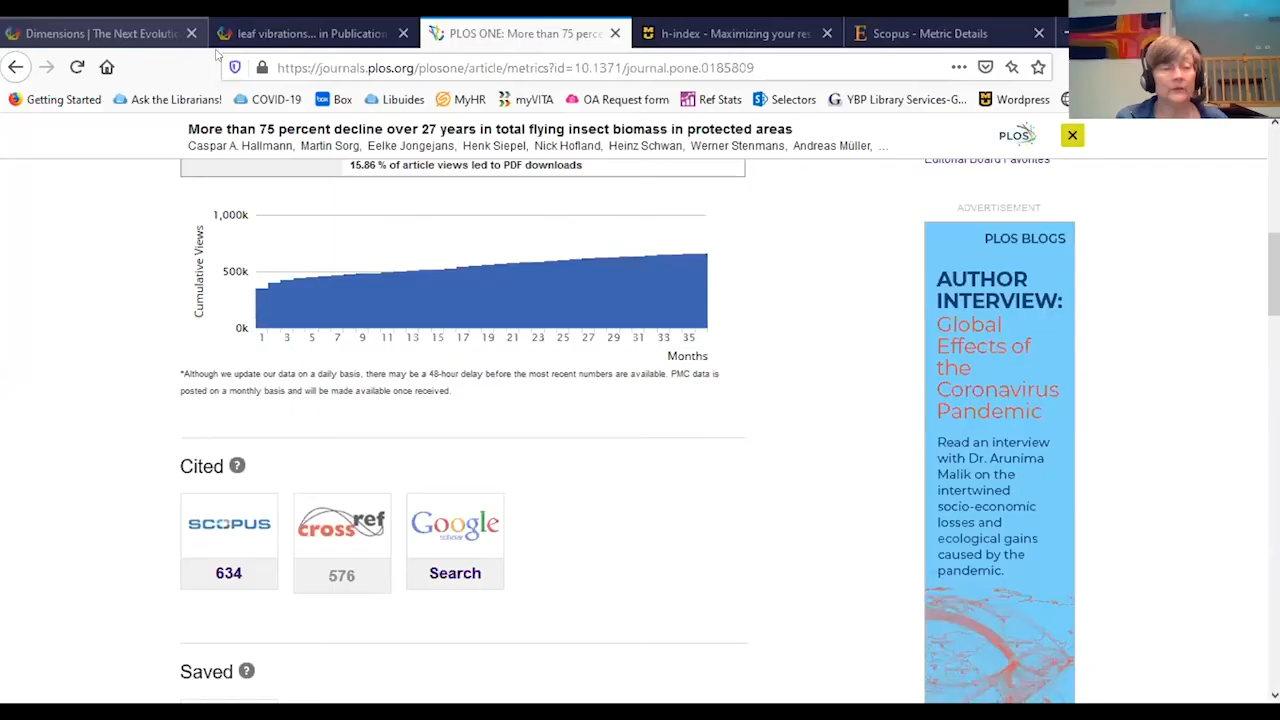 Dimensions | The Next Evoluti
leaf vibrations... in Publication
PLOS ONE: More than 75 perce
h-index - Maximizing your res
Scopus - Metric Details
https://journals.plos.org/plosone/article/metrics?id=10.1371/journal.pone.0185809
Getting Started
Ask the Librarians!
COVID-19
box
Box
Libuides
MyHR
myVITA
OA Request form
Ref Stats
Selectors
YBP Library Services-G...
Wordpress
More than 75 percent decline over 27 years in total flying insect biomass in protected areas
PLOS
Caspar A. Hallmann, Martin Sorg, Eelke Jongejans, Henk Siepel, Nick Hofland, Heinz Schwan, Werner Stenmans, Andreas Müller, ...
15.86 % of article views led to PDF downloads
Editorial Board Favorites
1,000k
500k
0k
Cumulative Views
1 3 5 7 9 11 13 15 17 19 21 23 25 27 29 31 33 35
Months
*Although we update our data on a daily basis, there may be a 48-hour delay before the most recent numbers are available. PMC data is
posted on a monthly basis and will be made available once received.
Cited ?
SCOPUS
634
crossref
576
Google
scholar
Search
Saved ?
ADVERTISEMENT
PLOS BLOGS
AUTHOR
INTERVIEW:
Global
Effects of
the
Coronavirus
Pandemic
Read an interview
with Dr. Arunima
Malik on the
intertwined
socio-economic
losses and
ecological gains
caused by the
pandemic.